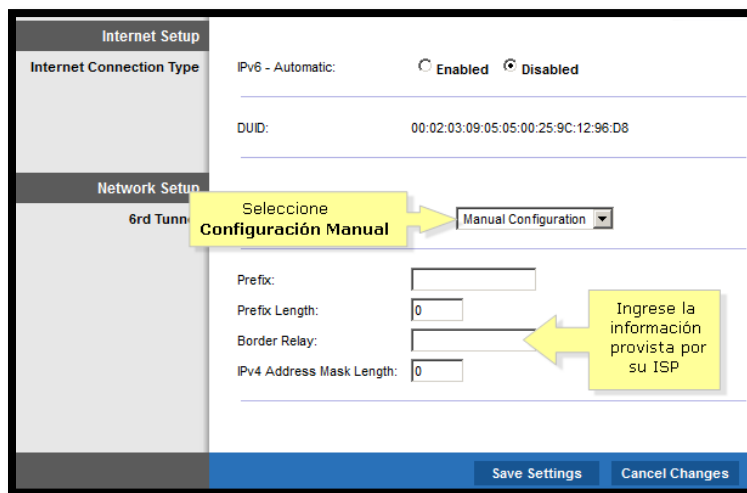 Internet Setup
Internet Connection Type
IPv6 - Automatic: Enabled Disabled
DUID: 00:02:03:09:05:05:00:25:9C:12:96:D8
Network Setup
6rd Tunne
Seleccione
Configuración Manual
Manual Configuration
Prefix:
Prefix Length: 0
Border Relay:
IPv4 Address Mask Length: 0
Ingrese la
información
provista por
su ISP
Save Settings Cancel Changes